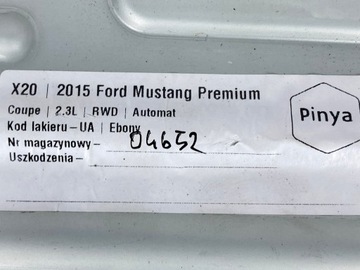 X20 | 2015 Ford Mustang Premium
Coupe | 2.3L | RWD | Automat
Kod lakieru – UA | Ebony
Nr magazynowy – 04652
Uszkodzenia –
Pinya